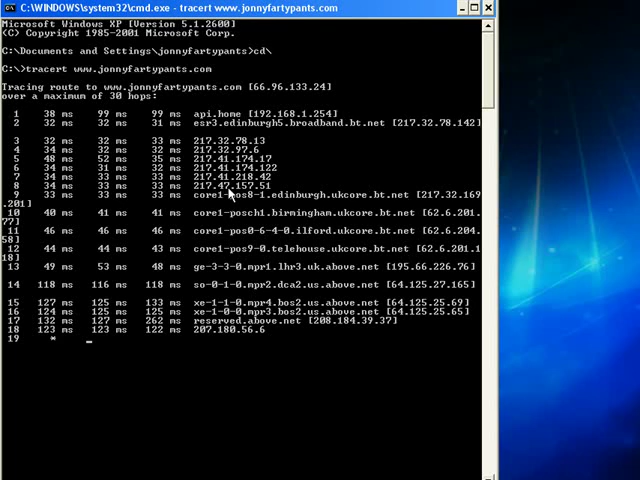 C:\WINDOWS\system32\cmd.exe - tracert www.jonnyfartypants.com
Microsoft Windows XP [Version 5.1.2600]
(C) Copyright 1985-2001 Microsoft Corp.
C:\Documents and Settings\jonnyfartypants>cd\
C:\>tracert www.jonnyfartypants.com
Tracing route to www.jonnyfartypants.com [66.96.133.24]
over a maximum of 30 hops:
1 38 ms 99 ms 99 ms api.home [192.168.1.254]
2 32 ms 32 ms 31 ms esr3.edinburgh5.broadband.bt.net [217.32.78.142]
3 32 ms 32 ms 33 ms 217.32.78.13
4 34 ms 32 ms 33 ms 217.32.97.6
5 48 ms 52 ms 35 ms 217.41.174.17
6 34 ms 31 ms 32 ms 217.41.174.122
7 34 ms 33 ms 33 ms 217.41.218.42
8 34 ms 33 ms 33 ms 217.47.157.51
9 33 ms 33 ms 33 ms core1-pos8-1.edinburgh.ukcore.bt.net [217.32.169
.201]
10 40 ms 41 ms 41 ms core1-posch1.birmingham.ukcore.bt.net [62.6.201.
77]
11 46 ms 46 ms 46 ms core1-pos0-6-4-0.ilford.ukcore.bt.net [62.6.204.
58]
12 44 ms 44 ms 43 ms core1-pos9-0.telehouse.ukcore.bt.net [62.6.201.1
18]
13 49 ms 53 ms 48 ms ge-3-3-0.mpr1.lhr3.uk.above.net [195.66.226.76]
14 118 ms 116 ms 118 ms so-0-1-0.mpr2.dca2.us.above.net [64.125.27.165]
15 127 ms 125 ms 133 ms xe-1-1-0.mpr4.bos2.us.above.net [64.125.25.69]
16 124 ms 125 ms 125 ms xe-1-0-0.mpr3.bos2.us.above.net [64.125.25.65]
17 132 ms 127 ms 262 ms reserved.above.net [208.184.39.37]
18 123 ms 123 ms 122 ms 207.180.56.6
19 * _